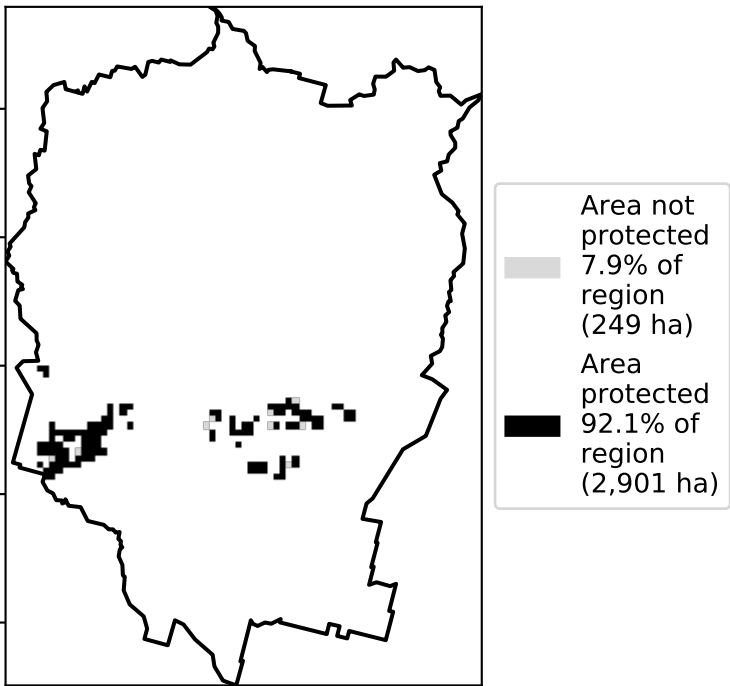 Area not
protected
7.9% of
region
(249 ha)
Area
protected
92.1% of
region
(2,901 ha)